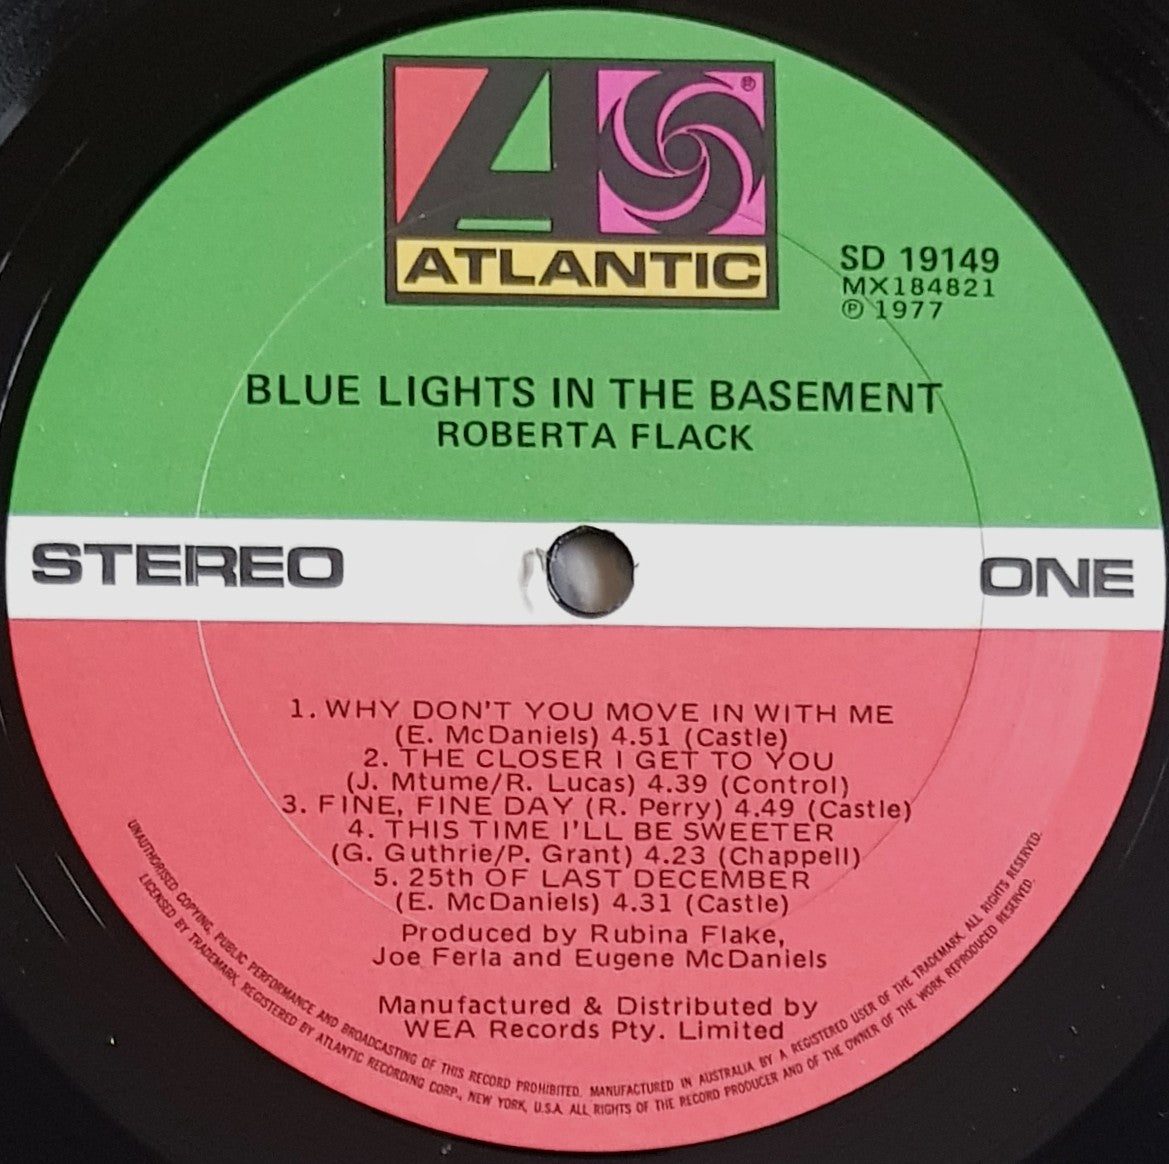 ATLANTIC
®
SD 19149
MX184821
℗ 1977
BLUE LIGHTS IN THE BASEMENT
ROBERTA FLACK
STEREO
ONE
1. WHY DON'T YOU MOVE IN WITH ME
(E. McDaniels) 4.51 (Castle)
2. THE CLOSER I GET TO YOU
(J. Mtume/R. Lucas) 4.39 (Control)
3. FINE, FINE DAY (R. Perry) 4.49 (Castle)
4. THIS TIME I'LL BE SWEETER
(G. Guthrie/P. Grant) 4.23 (Chappell)
5. 25th OF LAST DECEMBER
(E. McDaniels) 4.31 (Castle)
Produced by Rubina Flake,
Joe Ferla and Eugene McDaniels
Manufactured & Distributed by
WEA Records Pty. Limited
UNAUTHORISED COPYING, PUBLIC PERFORMANCE AND BROADCASTING OF THIS RECORD PROHIBITED. MANUFACTURED IN AUSTRALIA BY A REGISTERED USER OF THE TRADEMARK. ALL RIGHTS RESERVED.
LICENSED BY TRADEMARK, REGISTERED BY ATLANTIC RECORDING CORP., NEW YORK, U.S.A. ALL RIGHTS OF THE RECORD PRODUCER AND OF THE OWNER OF THE WORK REPRODUCED RESERVED.